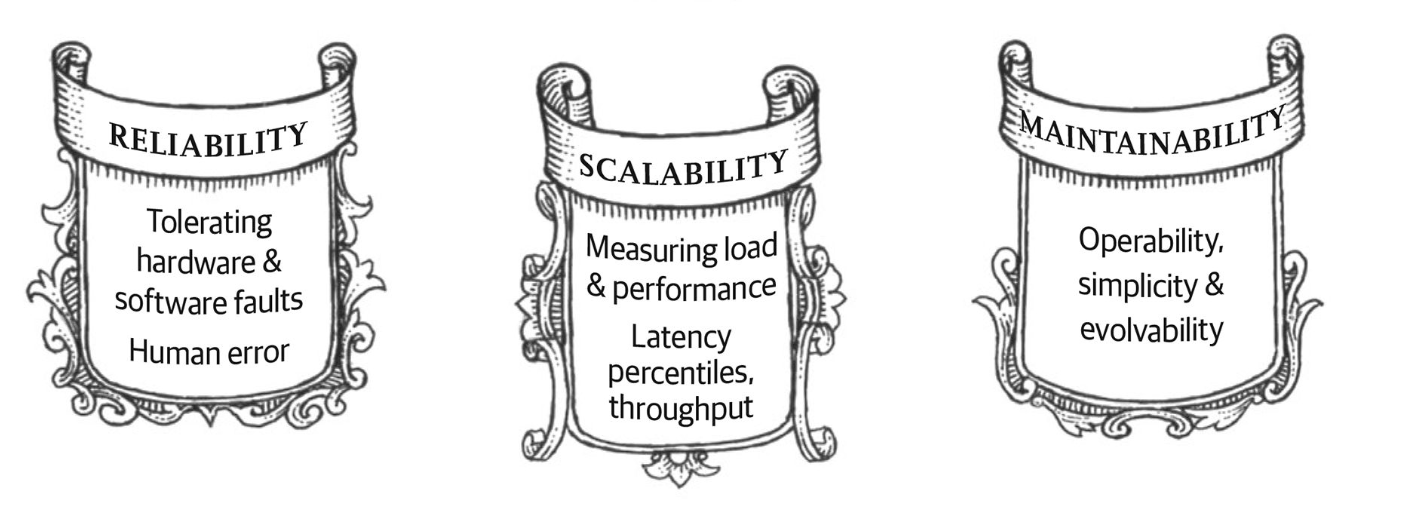 RELIABILITY
Tolerating
hardware &
software faults
Human error
SCALABILITY
Measuring load
& performance
Latency
percentiles,
throughput
MAINTAINABILITY
Operability,
simplicity &
evolvability